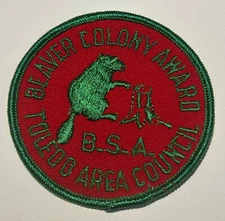 BEAVER COLONY AWARD
B.S.A.
TOLEDO AREA COUNCIL